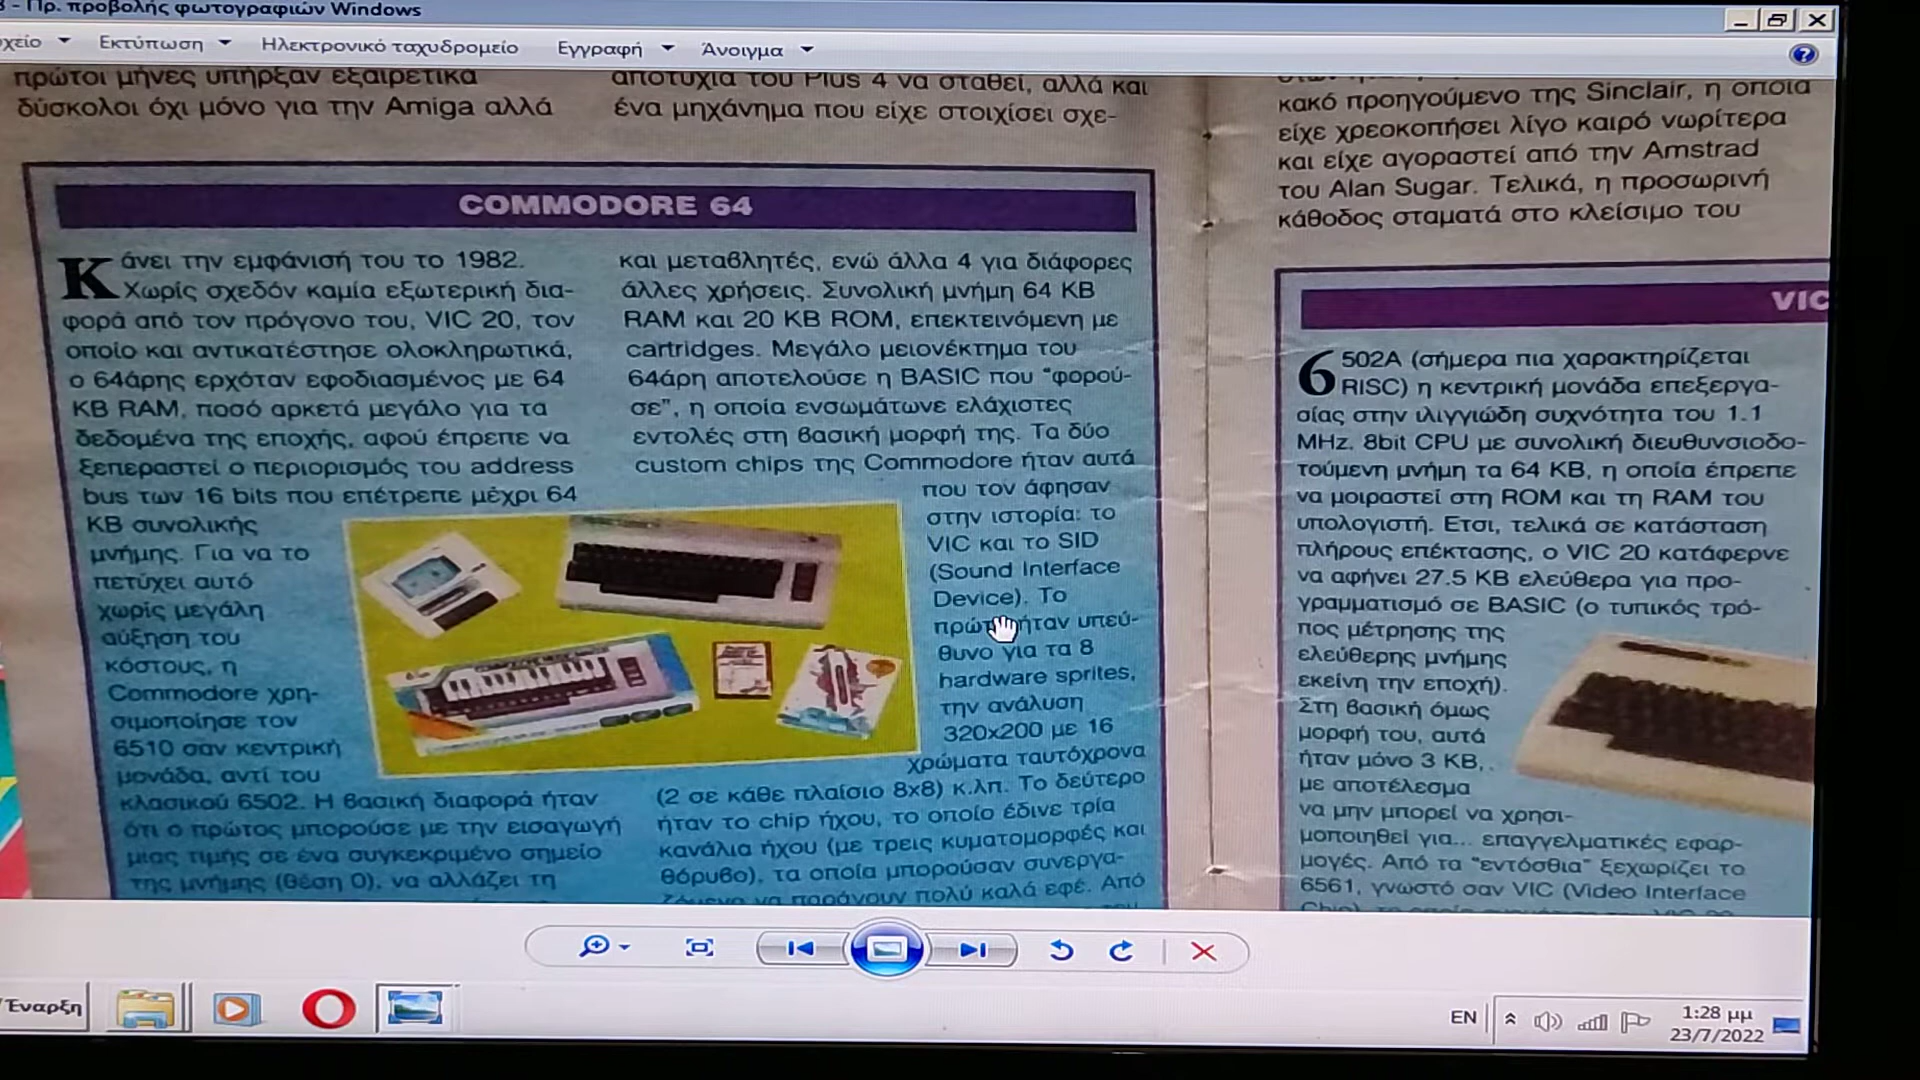 - Πρ. προβολής φωτογραφιών Windows
Εκτύπωση Ηλεκτρονικό ταχυδρομείο Εγγραφή Άνοιγμα
πρώτοι μήνες υπήρξαν εξαιρετικά
δύσκολοι όχι μόνο για την Amiga αλλά
αποτυχία του Plus 4 να σταθεί, αλλά και
ένα μηχάνημα που είχε στοιχίσει σχε-
κακό προηγούμενο της Sinclair, η οποία
είχε χρεοκοπήσει λίγο καιρό νωρίτερα
και είχε αγοραστεί από την Amstrad
του Alan Sugar. Τελικά, η προσωρινή
κάθοδος σταματά στο κλείσιμο του
COMMODORE 64
Κάνει την εμφάνισή του το 1982.
Χωρίς σχεδόν καμία εξωτερική δια-
φορά από τον πρόγονο του, VIC 20, τον
οποίο και αντικατέστησε ολοκληρωτικά,
ο 64άρης ερχόταν εφοδιασμένος με 64
KB RAM, ποσό αρκετά μεγάλο για τα
δεδομένα της εποχής, αφού έπρεπε να
ξεπεραστεί ο περιορισμός του address
bus των 16 bits που επέτρεπε μέχρι 64
KB συνολικής
μνήμης. Για να το
πετύχει αυτό
χωρίς μεγάλη
αύξηση του
κόστους, η
Commodore χρη-
σιμοποίησε τον
6510 σαν κεντρική
μονάδα, αντί του
κλασικού 6502. Η βασική διαφορά ήταν
ότι ο πρώτος μπορούσε με την εισαγωγή
μιας τιμής σε ένα συγκεκριμένο σημείο
της μνήμης (θέση 0), να αλλάζει τη
και μεταβλητές, ενώ άλλα 4 για διάφορες
άλλες χρήσεις. Συνολική μνήμη 64 KB
RAM και 20 KB ROM, επεκτεινόμενη με
cartridges. Μεγάλο μειονέκτημα του
64άρη αποτελούσε η BASIC που "φορού-
σε", η οποία ενσωμάτωνε ελάχιστες
εντολές στη βασική μορφή της. Τα δύο
custom chips της Commodore ήταν αυτά
που τον άφησαν
στην ιστορία: το
VIC και το SID
(Sound Interface
Device). Το
ήταν υπεύ-
θυνο για τα 8
hardware sprites,
την ανάλυση
320x200 με 16
χρώματα ταυτόχρονα
(2 σε κάθε πλαίσιο 8x8) κ.λπ. Το δεύτερο
ήταν το chip ήχου, το οποίο έδινε τρία
κανάλια ήχου (με τρεις κυματομορφές και
θόρυβο), τα οποία μπορούσαν συνεργα-
ζόμενα να παράγουν πολύ καλά εφέ. Από
VIC
6502A (σήμερα πια χαρακτηρίζεται
RISC) η κεντρική μονάδα επεξεργα-
σίας στην ιλιγγιώδη συχνότητα του 1.1
MHz. 8bit CPU με συνολική διευθυνσιοδο-
τούμενη μνήμη τα 64 KB, η οποία έπρεπε
να μοιραστεί στη ROM και τη RAM του
υπολογιστή. Ετσι, τελικά σε κατάσταση
πλήρους επέκτασης, ο VIC 20 κατάφερνε
να αφήνει 27.5 KB ελεύθερα για προ-
γραμματισμό σε BASIC (ο τυπικός τρό-
πος μέτρησης της
ελεύθερης μνήμης
εκείνη την εποχή).
Στη βασική όμως
μορφή του, αυτά
ήταν μόνο 3 KB,
με αποτέλεσμα
να μην μπορεί να χρησι-
μοποιηθεί για... επαγγελματικές εφαρ-
μογές. Από τα "εντόσθια" ξεχωρίζει το
6561, γνωστό σαν VIC (Video Interface
Έναρξη
EN
1:28 μμ
23/7/2022